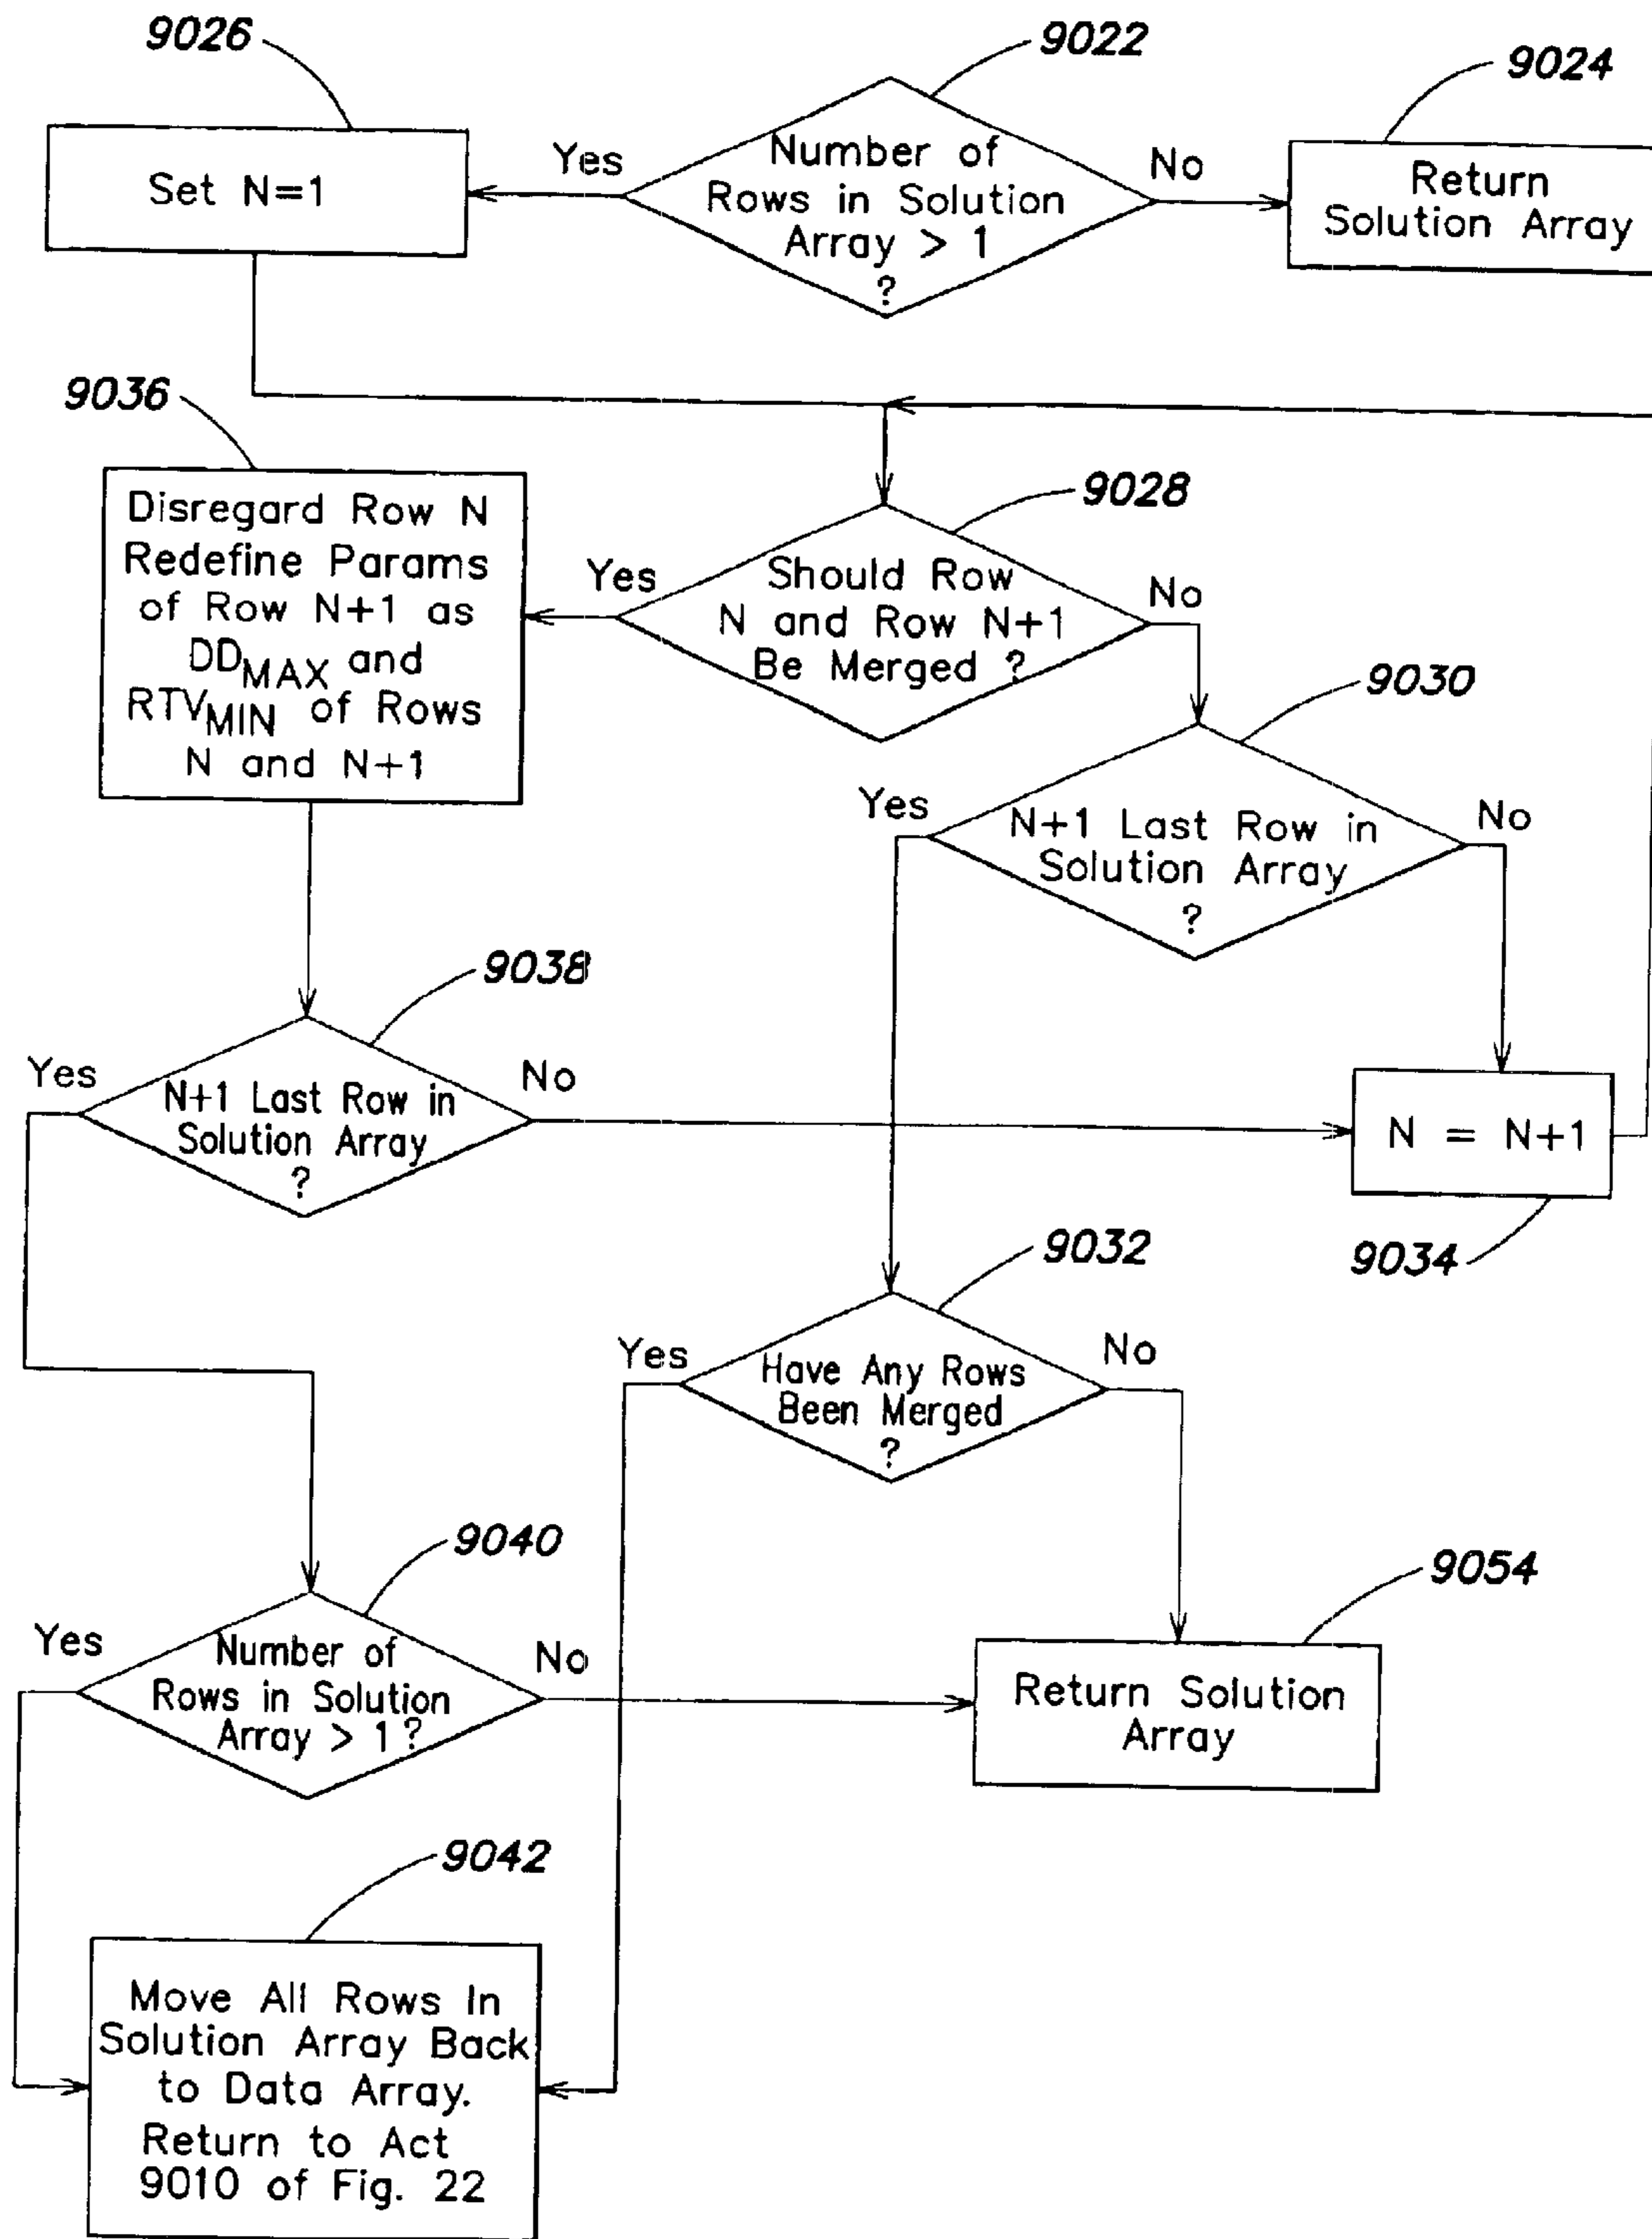 9026
9022
9024
Set N=1
Yes
Number of
Rows in Solution
Array > 1
?
No
Return
Solution Array
9036
9028
Disregard Row N
Redefine Params
of Row N+1 as
DDMAX and
RTVMIN of Rows
N and N+1
Yes
Should Row
N and Row N+1
Be Merged ?
No
9030
Yes
N+1 Last Row in
Solution Array
?
No
9038
Yes
N+1 Last Row in
Solution Array
?
No
N = N+1
9034
9032
Yes
Have Any Rows
Been Merged
?
No
9040
9054
Yes
Number of
Rows in Solution
Array > 1 ?
No
Return Solution
Array
9042
Move All Rows In
Solution Array Back
to Data Array.
Return to Act
9010 of Fig. 22